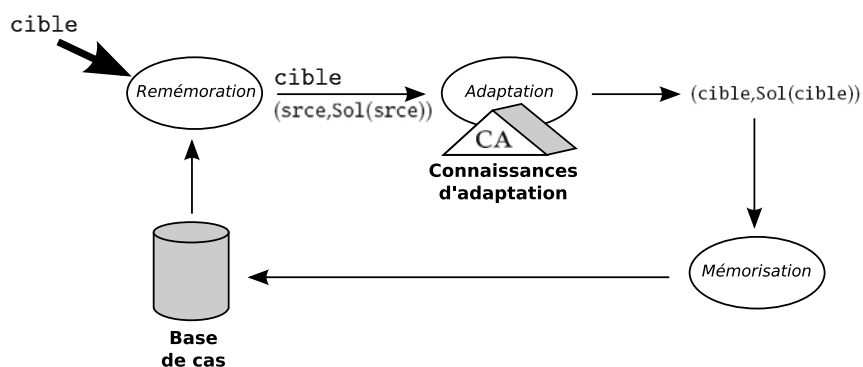 cible
Remémoration
cible
(srce,Sol(srce))
Adaptation
(cible,Sol(cible))
CA
Connaissances
d'adaptation
Mémorisation
Base
de cas